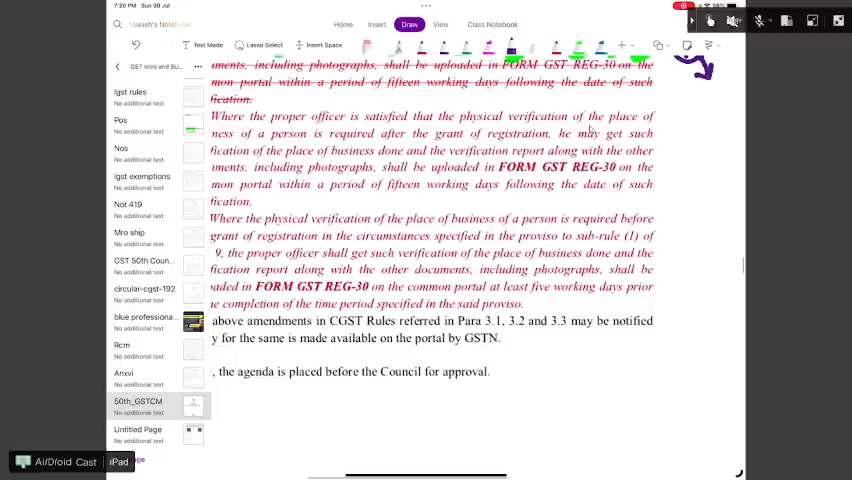 7:20 PM Sun 30 Jul
98%
Manish's Notebook
Home Insert Draw View Class Notebook
Text Mode Lasso Select Insert Space
GST intro and SU...
Igst rules
No additional text
Pos
No additional text
Nos
No additional text
Igst exemptions
No additional text
Not 419
No additional text
Mro ship
No additional text
GST 50th Coun...
No additional text
circular-cgst-192
No additional text
blue professiona...
No additional text
Rcm
No additional text
Anxvi
No additional text
50th_GSTCM
No additional text
Untitled Page
No additional text
uments, including photographs, shall be uploaded in FORM GST REG-30 on the
mon portal within a period of fifteen working days following the date of such
fication.
Where the proper officer is satisfied that the physical verification of the place of
ness of a person is required after the grant of registration, he may get such
fication of the place of business done and the verification report along with the other
uments, including photographs, shall be uploaded in FORM GST REG-30 on the
mon portal within a period of fifteen working days following the date of such
fication.
Where the physical verification of the place of business of a person is required before
grant of registration in the circumstances specified in the proviso to sub-rule (1) of
9, the proper officer shall get such verification of the place of business done and the
fication report along with the other documents, including photographs, shall be
oaded in FORM GST REG-30 on the common portal at least five working days prior
e completion of the time period specified in the said proviso.
above amendments in CGST Rules referred in Para 3.1, 3.2 and 3.3 may be notified
y for the same is made available on the portal by GSTN.
, the agenda is placed before the Council for approval.
AirDroid Cast iPad